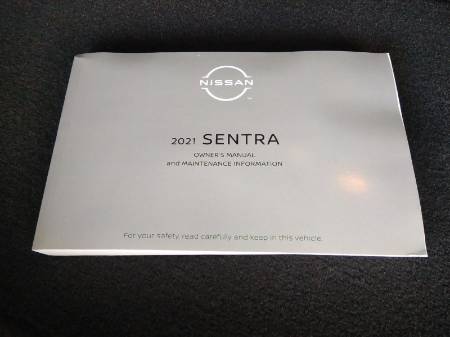 NISSAN
2021 SENTRA
OWNER'S MANUAL
and MAINTENANCE INFORMATION
For your safety, read carefully and keep in this vehicle.